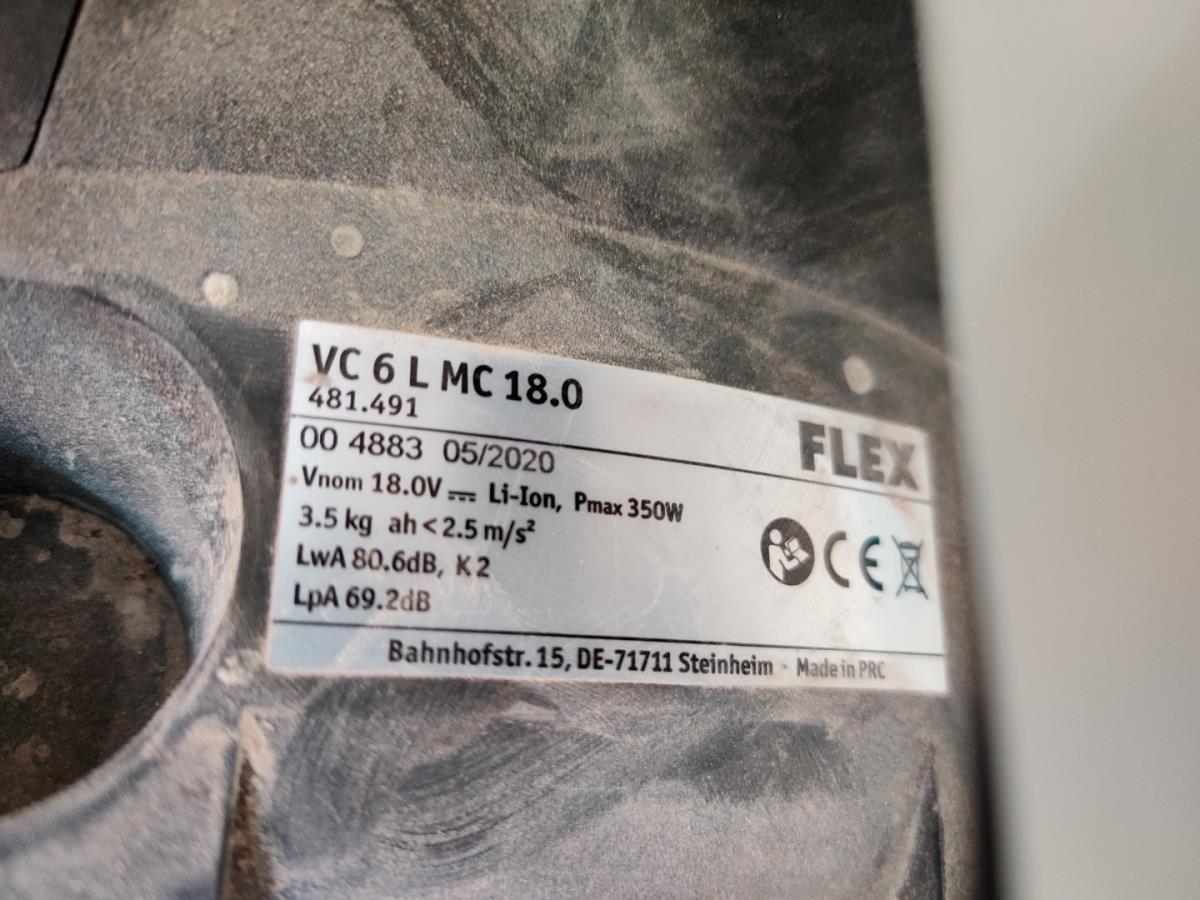 VC 6 L MC 18.0
481.491
FLEX
00 4883 05/2020
Vnom 18.0V ⎓ Li-Ion, Pmax 350W
3.5 kg ah < 2.5 m/s²
LwA 80.6dB, K 2
LpA 69.2dB
CE
Bahnhofstr. 15, DE-71711 Steinheim · Made in PRC